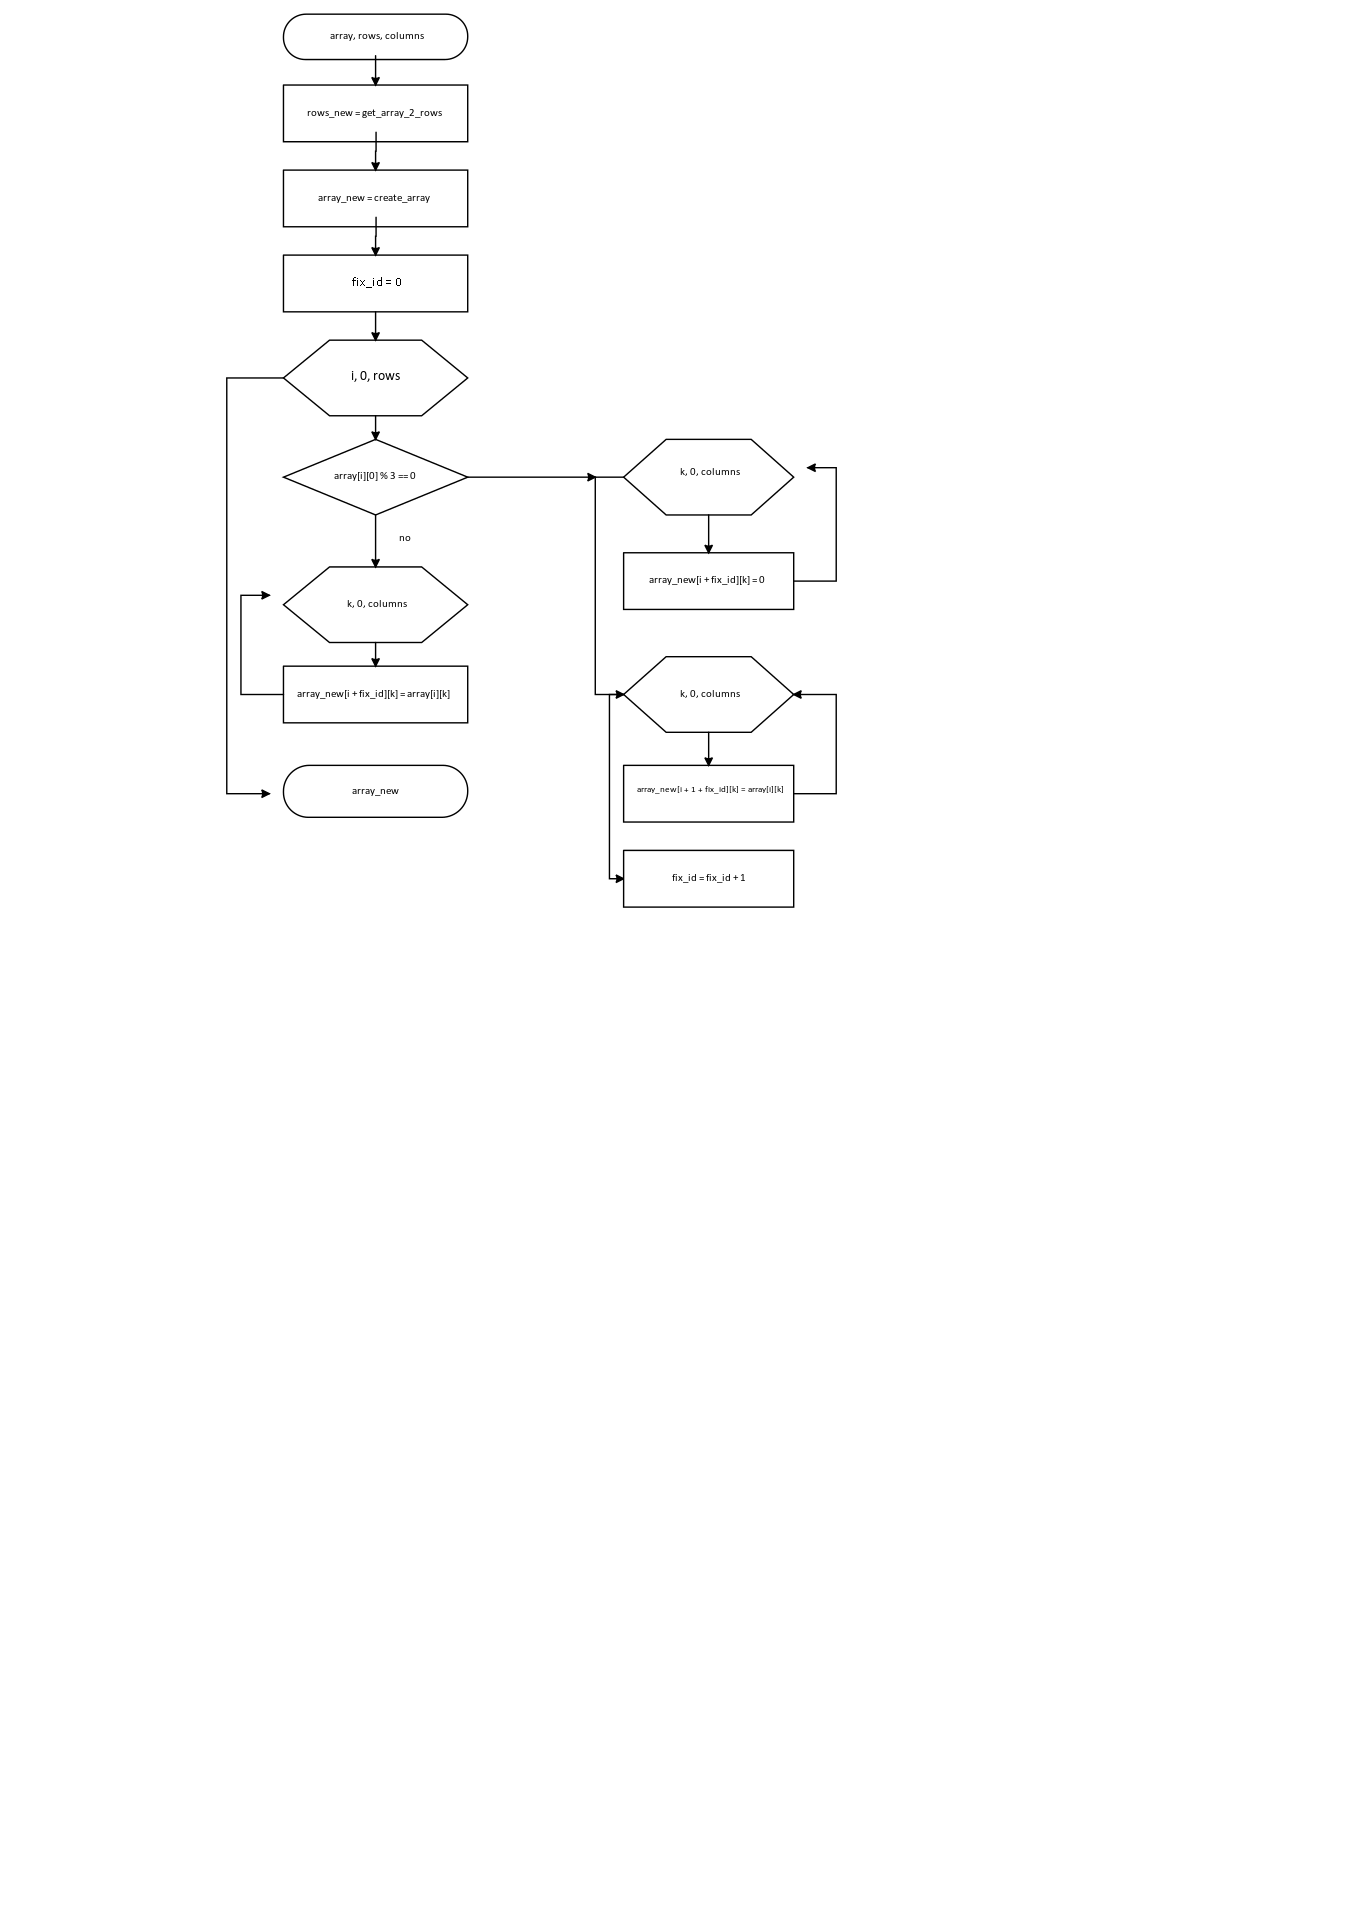 array, rows, columns
rows_new = get_array_2_rows
array_new = create_array
fix_id = 0
i, 0, rows
array[i][0] % 3 == 0
no
k, 0, columns
array_new[i + fix_id][k] = array[i][k]
array_new
k, 0, columns
array_new[i + fix_id][k] = 0
k, 0, columns
array_new[i + 1 + fix_id][k] = array[i][k]
fix_id = fix_id + 1